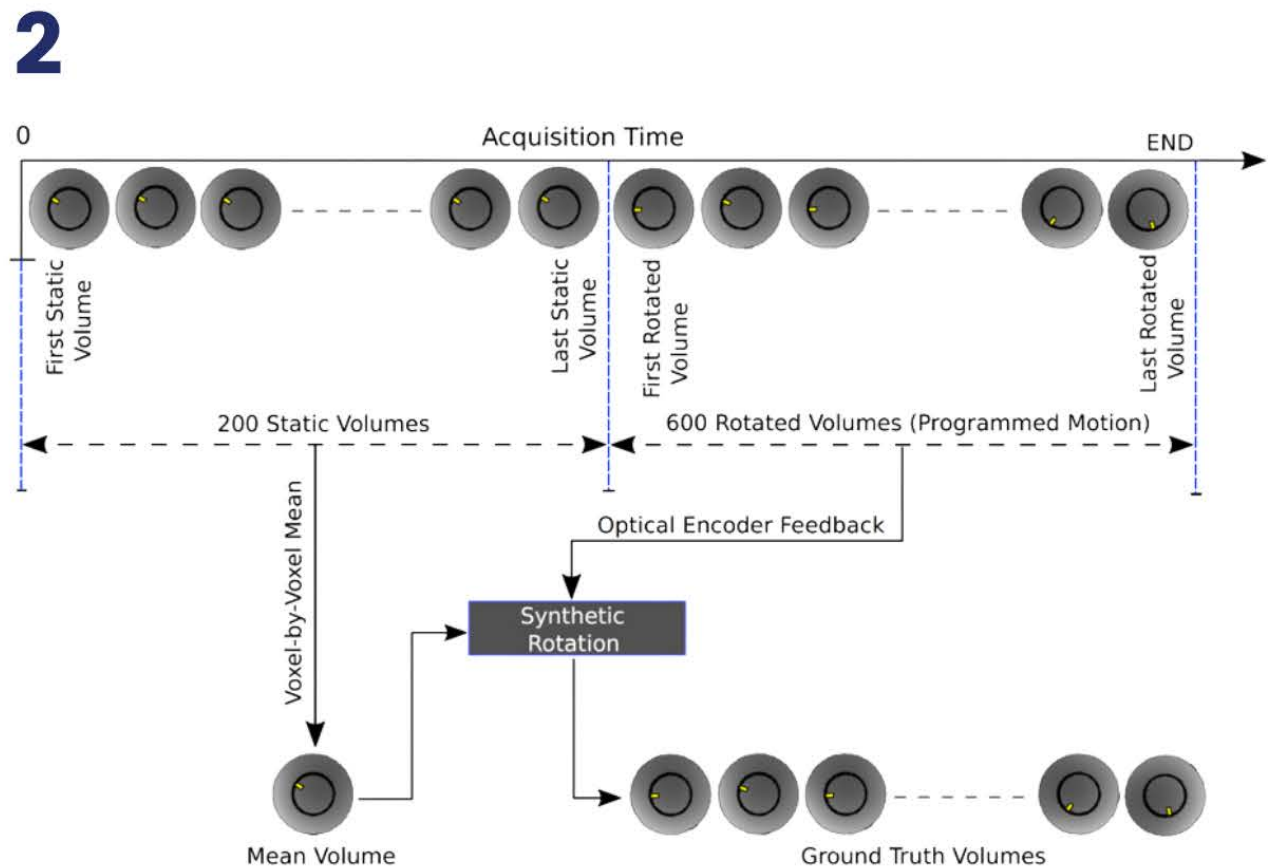 2
0
Acquisition Time
END
First Static
Volume
Last Static
Volume
First Rotated
Volume
Last Rotated
Volume
200 Static Volumes
600 Rotated Volumes (Programmed Motion)
Voxel-by-Voxel Mean
Optical Encoder Feedback
Synthetic
Rotation
Mean Volume
Ground Truth Volumes